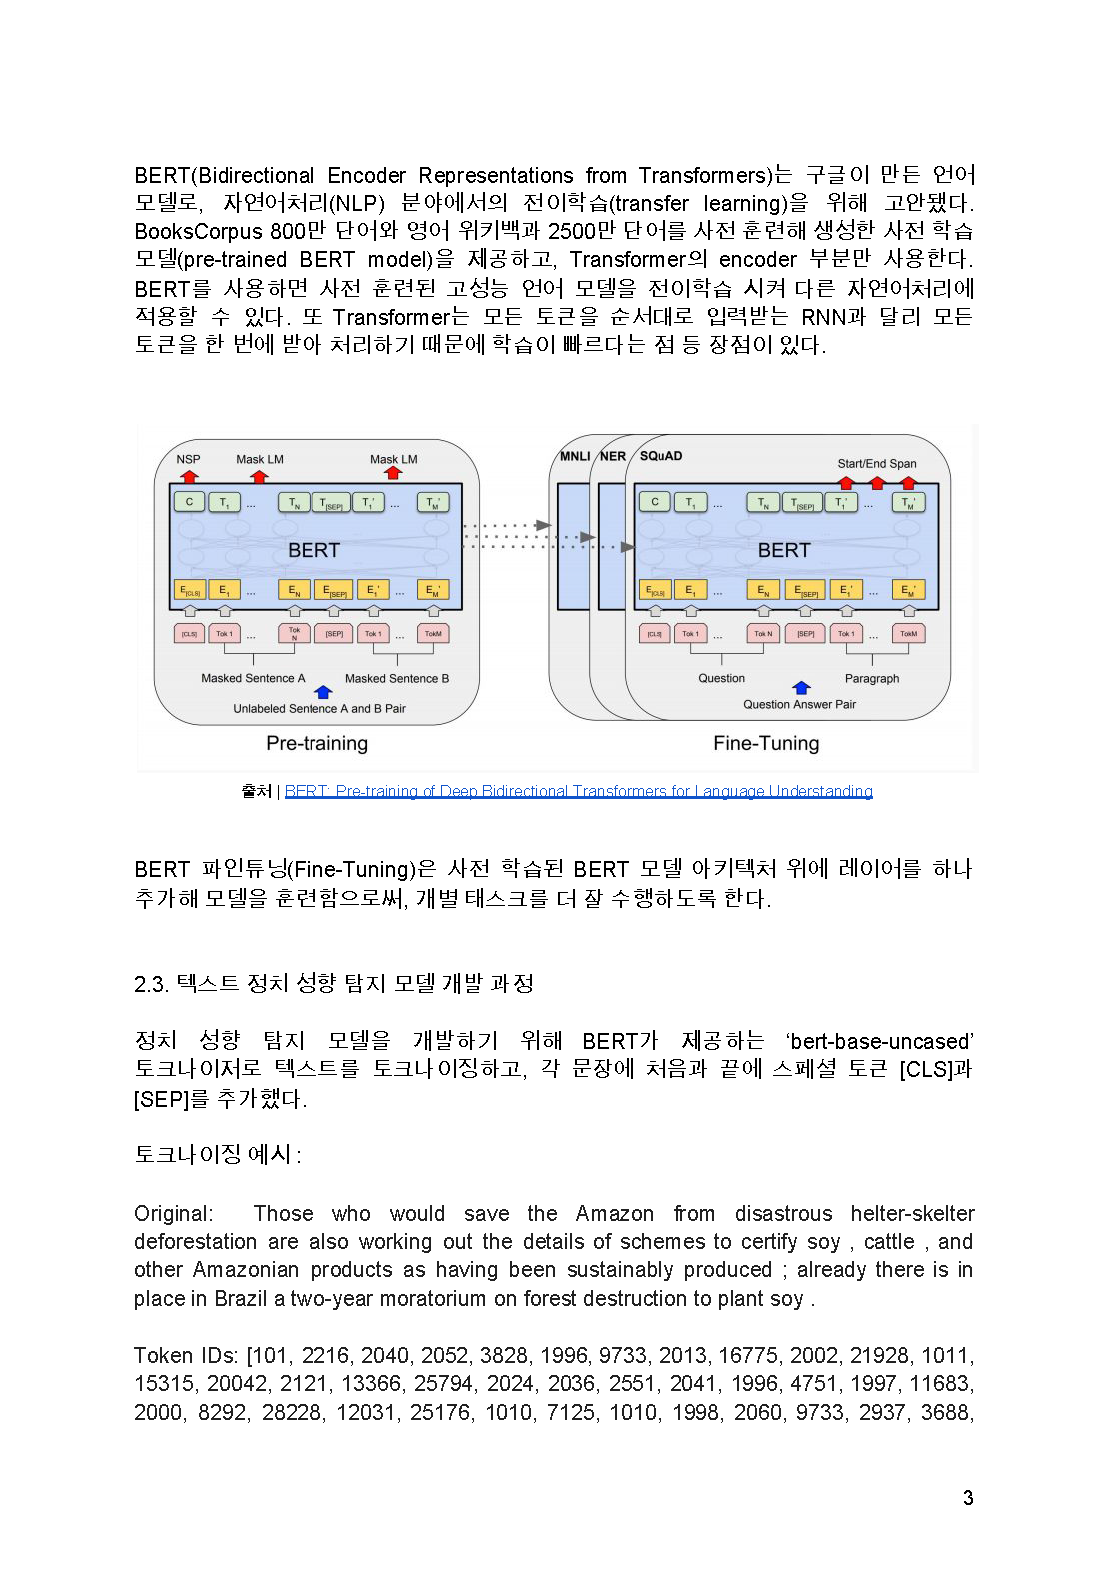 BERT(Bidirectional Encoder Representations from Transformers)는 구글이 만든 언어
모델로, 자연어처리(NLP) 분야에서의 전이학습(transfer learning)을 위해 고안됐다.
BooksCorpus 800만 단어와 영어 위키백과 2500만 단어를 사전 훈련해 생성한 사전 학습
모델(pre-trained BERT model)을 제공하고, Transformer의 encoder 부분만 사용한다.
BERT를 사용하면 사전 훈련된 고성능 언어 모델을 전이학습 시켜 다른 자연어처리에
적용할 수 있다. 또 Transformer는 모든 토큰을 순서대로 입력받는 RNN과 달리 모든
토큰을 한 번에 받아 처리하기 때문에 학습이 빠르다는 점 등 장점이 있다.
NSP Mask LM Mask LM
C T1 ... TN T[SEP] T1' ... TM'
BERT
E[CLS] E1 ... EN E[SEP] E1' ... EM'
[CLS] Tok 1 ... Tok N [SEP] Tok 1 ... TokM
Masked Sentence A Masked Sentence B
Unlabeled Sentence A and B Pair
Pre-training
MNLI NER SQuAD
Start/End Span
C T1 ... TN T[SEP] T1' ... TM'
BERT
E[CLS] E1 ... EN E[SEP] E1' ... EM'
[CLS] Tok 1 ... Tok N [SEP] Tok 1 ... TokM
Question Paragraph
Question Answer Pair
Fine-Tuning
출처 | BERT: Pre-training of Deep Bidirectional Transformers for Language Understanding
BERT 파인튜닝(Fine-Tuning)은 사전 학습된 BERT 모델 아키텍처 위에 레이어를 하나
추가해 모델을 훈련함으로써, 개별 태스크를 더 잘 수행하도록 한다.
2.3. 텍스트 정치 성향 탐지 모델 개발 과정
정치 성향 탐지 모델을 개발하기 위해 BERT가 제공하는 ‘bert-base-uncased’
토크나이저로 텍스트를 토크나이징하고, 각 문장에 처음과 끝에 스페셜 토큰 [CLS]과
[SEP]를 추가했다.
토크나이징 예시 :
Original: Those who would save the Amazon from disastrous helter-skelter
deforestation are also working out the details of schemes to certify soy , cattle , and
other Amazonian products as having been sustainably produced ; already there is in
place in Brazil a two-year moratorium on forest destruction to plant soy .
Token IDs: [101, 2216, 2040, 2052, 3828, 1996, 9733, 2013, 16775, 2002, 21928, 1011,
15315, 20042, 2121, 13366, 25794, 2024, 2036, 2551, 2041, 1996, 4751, 1997, 11683,
2000, 8292, 28228, 12031, 25176, 1010, 7125, 1010, 1998, 2060, 9733, 2937, 3688,
3